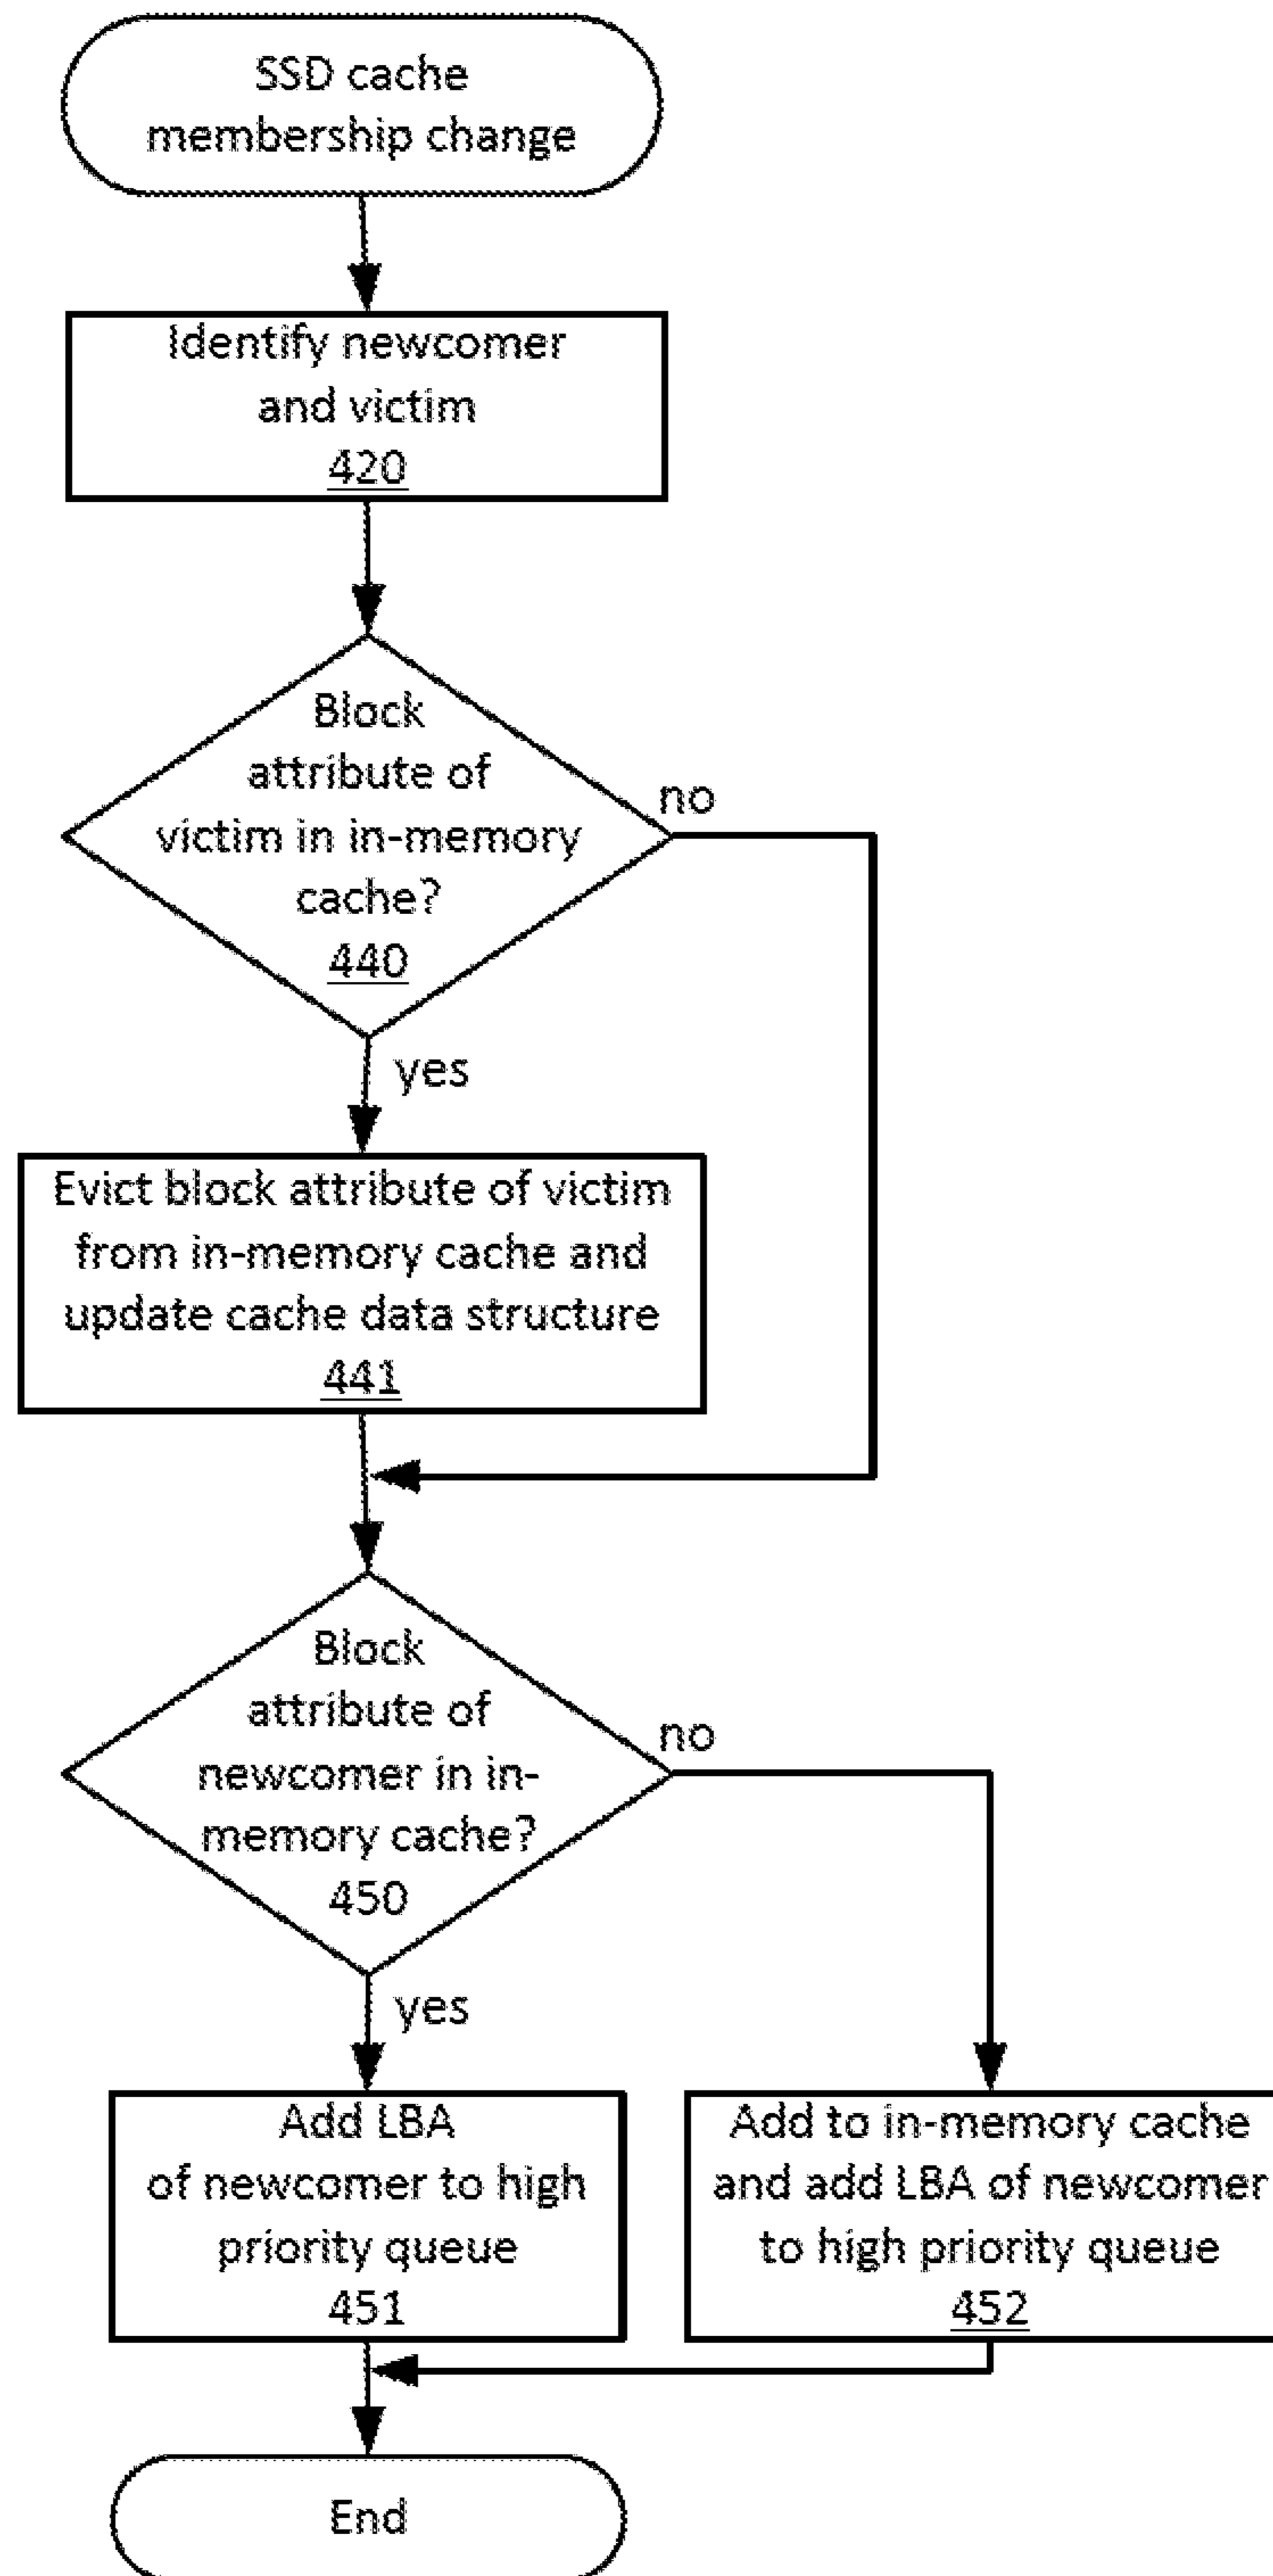 SSD cache
membership change
Identify newcomer
and victim
420
Block
attribute of
victim in in-memory
cache?
440
no
yes
Evict block attribute of victim
from in-memory cache and
update cache data structure
441
Block
attribute of
newcomer in in-
memory cache?
450
no
yes
Add LBA
of newcomer to high
priority queue
451
Add to in-memory cache
and add LBA of newcomer
to high priority queue
452
End